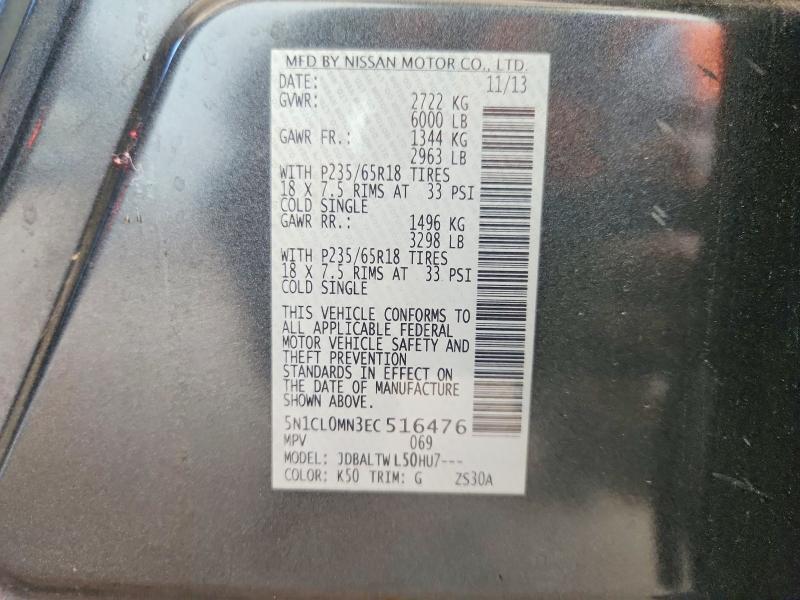 MFD BY NISSAN MOTOR CO., LTD.
DATE: 11/13
GVWR: 2722 KG
6000 LB
GAWR FR.: 1344 KG
2963 LB
WITH P235/65R18 TIRES
18 X 7.5 RIMS AT 33 PSI
COLD SINGLE
GAWR RR.: 1496 KG
3298 LB
WITH P235/65R18 TIRES
18 X 7.5 RIMS AT 33 PSI
COLD SINGLE
THIS VEHICLE CONFORMS TO
ALL APPLICABLE FEDERAL
MOTOR VEHICLE SAFETY AND
THEFT PREVENTION
STANDARDS IN EFFECT ON
THE DATE OF MANUFACTURE
SHOWN ABOVE.
5N1CL0MN3EC516476
MPV 069
MODEL: JDBALTWL50HU7---
COLOR: K50 TRIM: G ZS30A